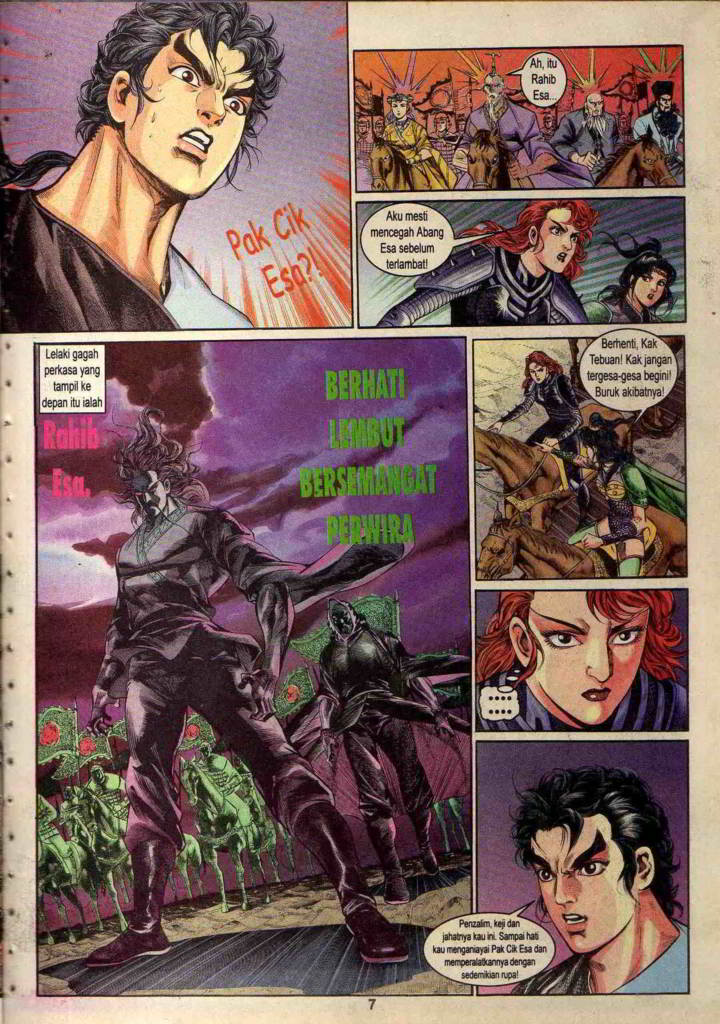 Pak Cik
Esa?!
Ah, itu
Rahib
Esa...
Aku mesti
mencegah Abang
Esa sebelum
terlambat!
Lelaki gagah
perkasa yang
tampil ke
depan itu ialah
Rahib
Esa.
BERHATI
LEMBUT
BERSEMANGAT
PERWIRA
Berhenti, Kak
Tebuan! Kak jangan
tergesa-gesa begini!
Buruk akibatnya!
....
....
Penzalim, keji dan
jahatnya kau ini. Sampai hati
kau menganiayai Pak Cik Esa dan
memperalatkannya dengan
sedemikian rupa!
7